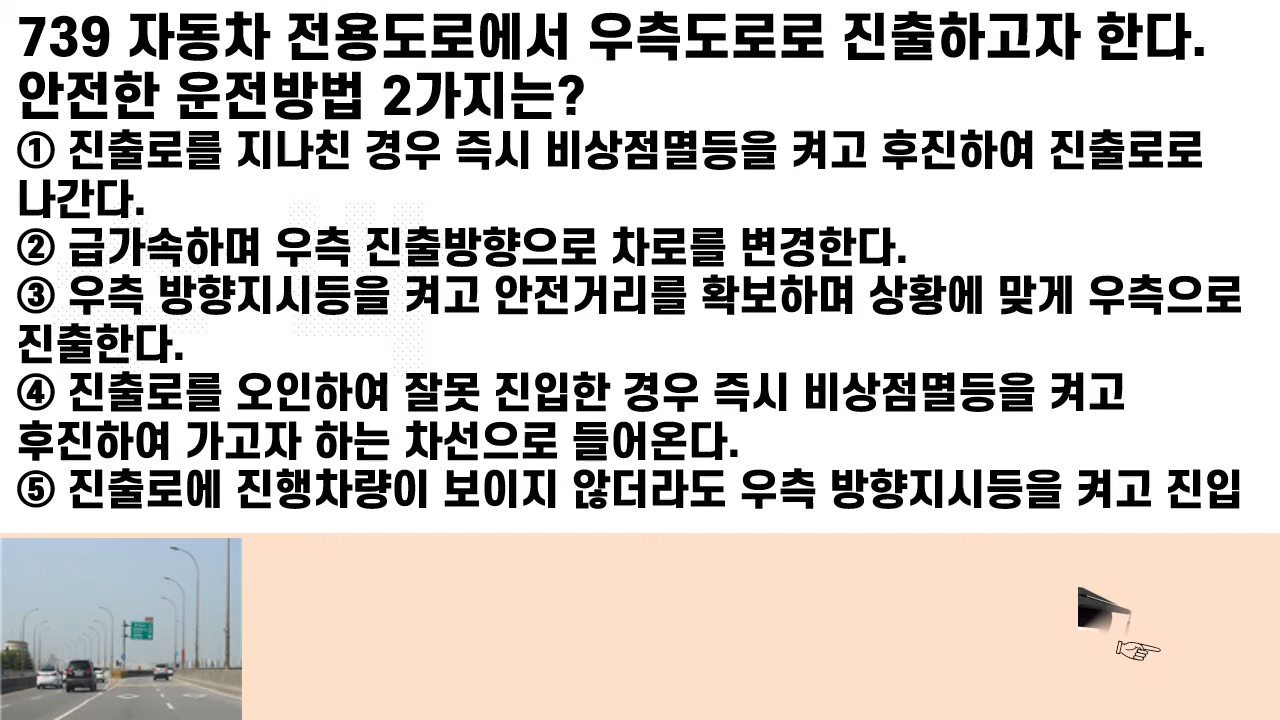 739 자동차 전용도로에서 우측도로로 진출하고자 한다.
안전한 운전방법 2가지는?
① 진출로를 지나친 경우 즉시 비상점멸등을 켜고 후진하여 진출로로
나간다.
② 급가속하며 우측 진출방향으로 차로를 변경한다.
③ 우측 방향지시등을 켜고 안전거리를 확보하며 상황에 맞게 우측으로
진출한다.
④ 진출로를 오인하여 잘못 진입한 경우 즉시 비상점멸등을 켜고
후진하여 가고자 하는 차선으로 들어온다.
⑤ 진출로에 진행차량이 보이지 않더라도 우측 방향지시등을 켜고 진입